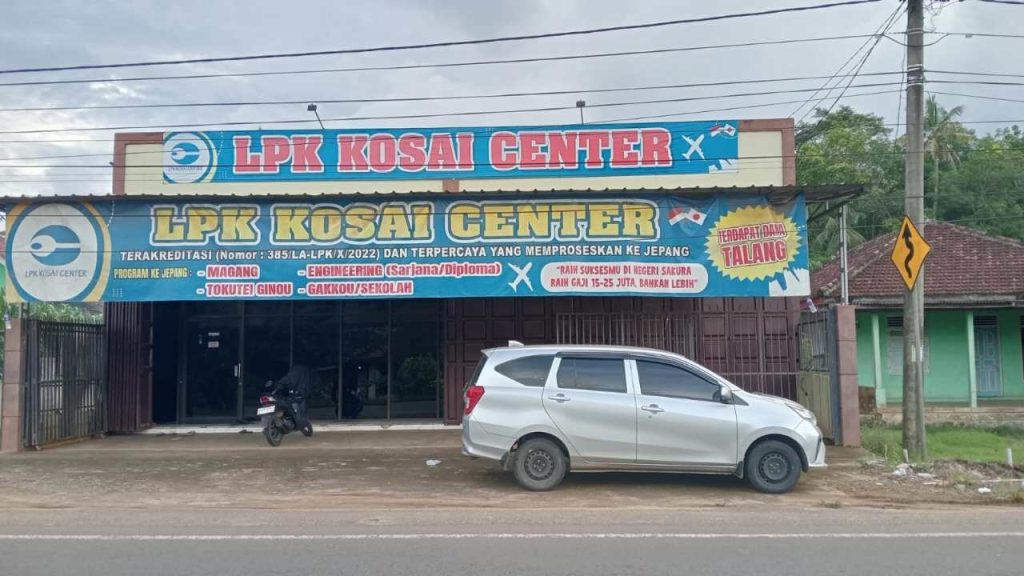 LPK KOSAI CENTER
LPK KOSAI CENTER
TERAKREDITASI (Nomor : 385/LA-LPK/X/2022) DAN TERPERCAYA YANG MEMPROSESKAN KE JEPANG
PROGRAM KE JEPANG :
- MAGANG
- ENGINEERING (Sarjana/Diploma)
- TOKUTEI GINOU
- GAKKOU/SEKOLAH
"RAIH SUKSESMU DI NEGERI SAKURA
RAIH GAJI 15-25 JUTA, BAHKAN LEBIH"
TERDAPAT DANA
TALANG
LPK KOSAI CENTER